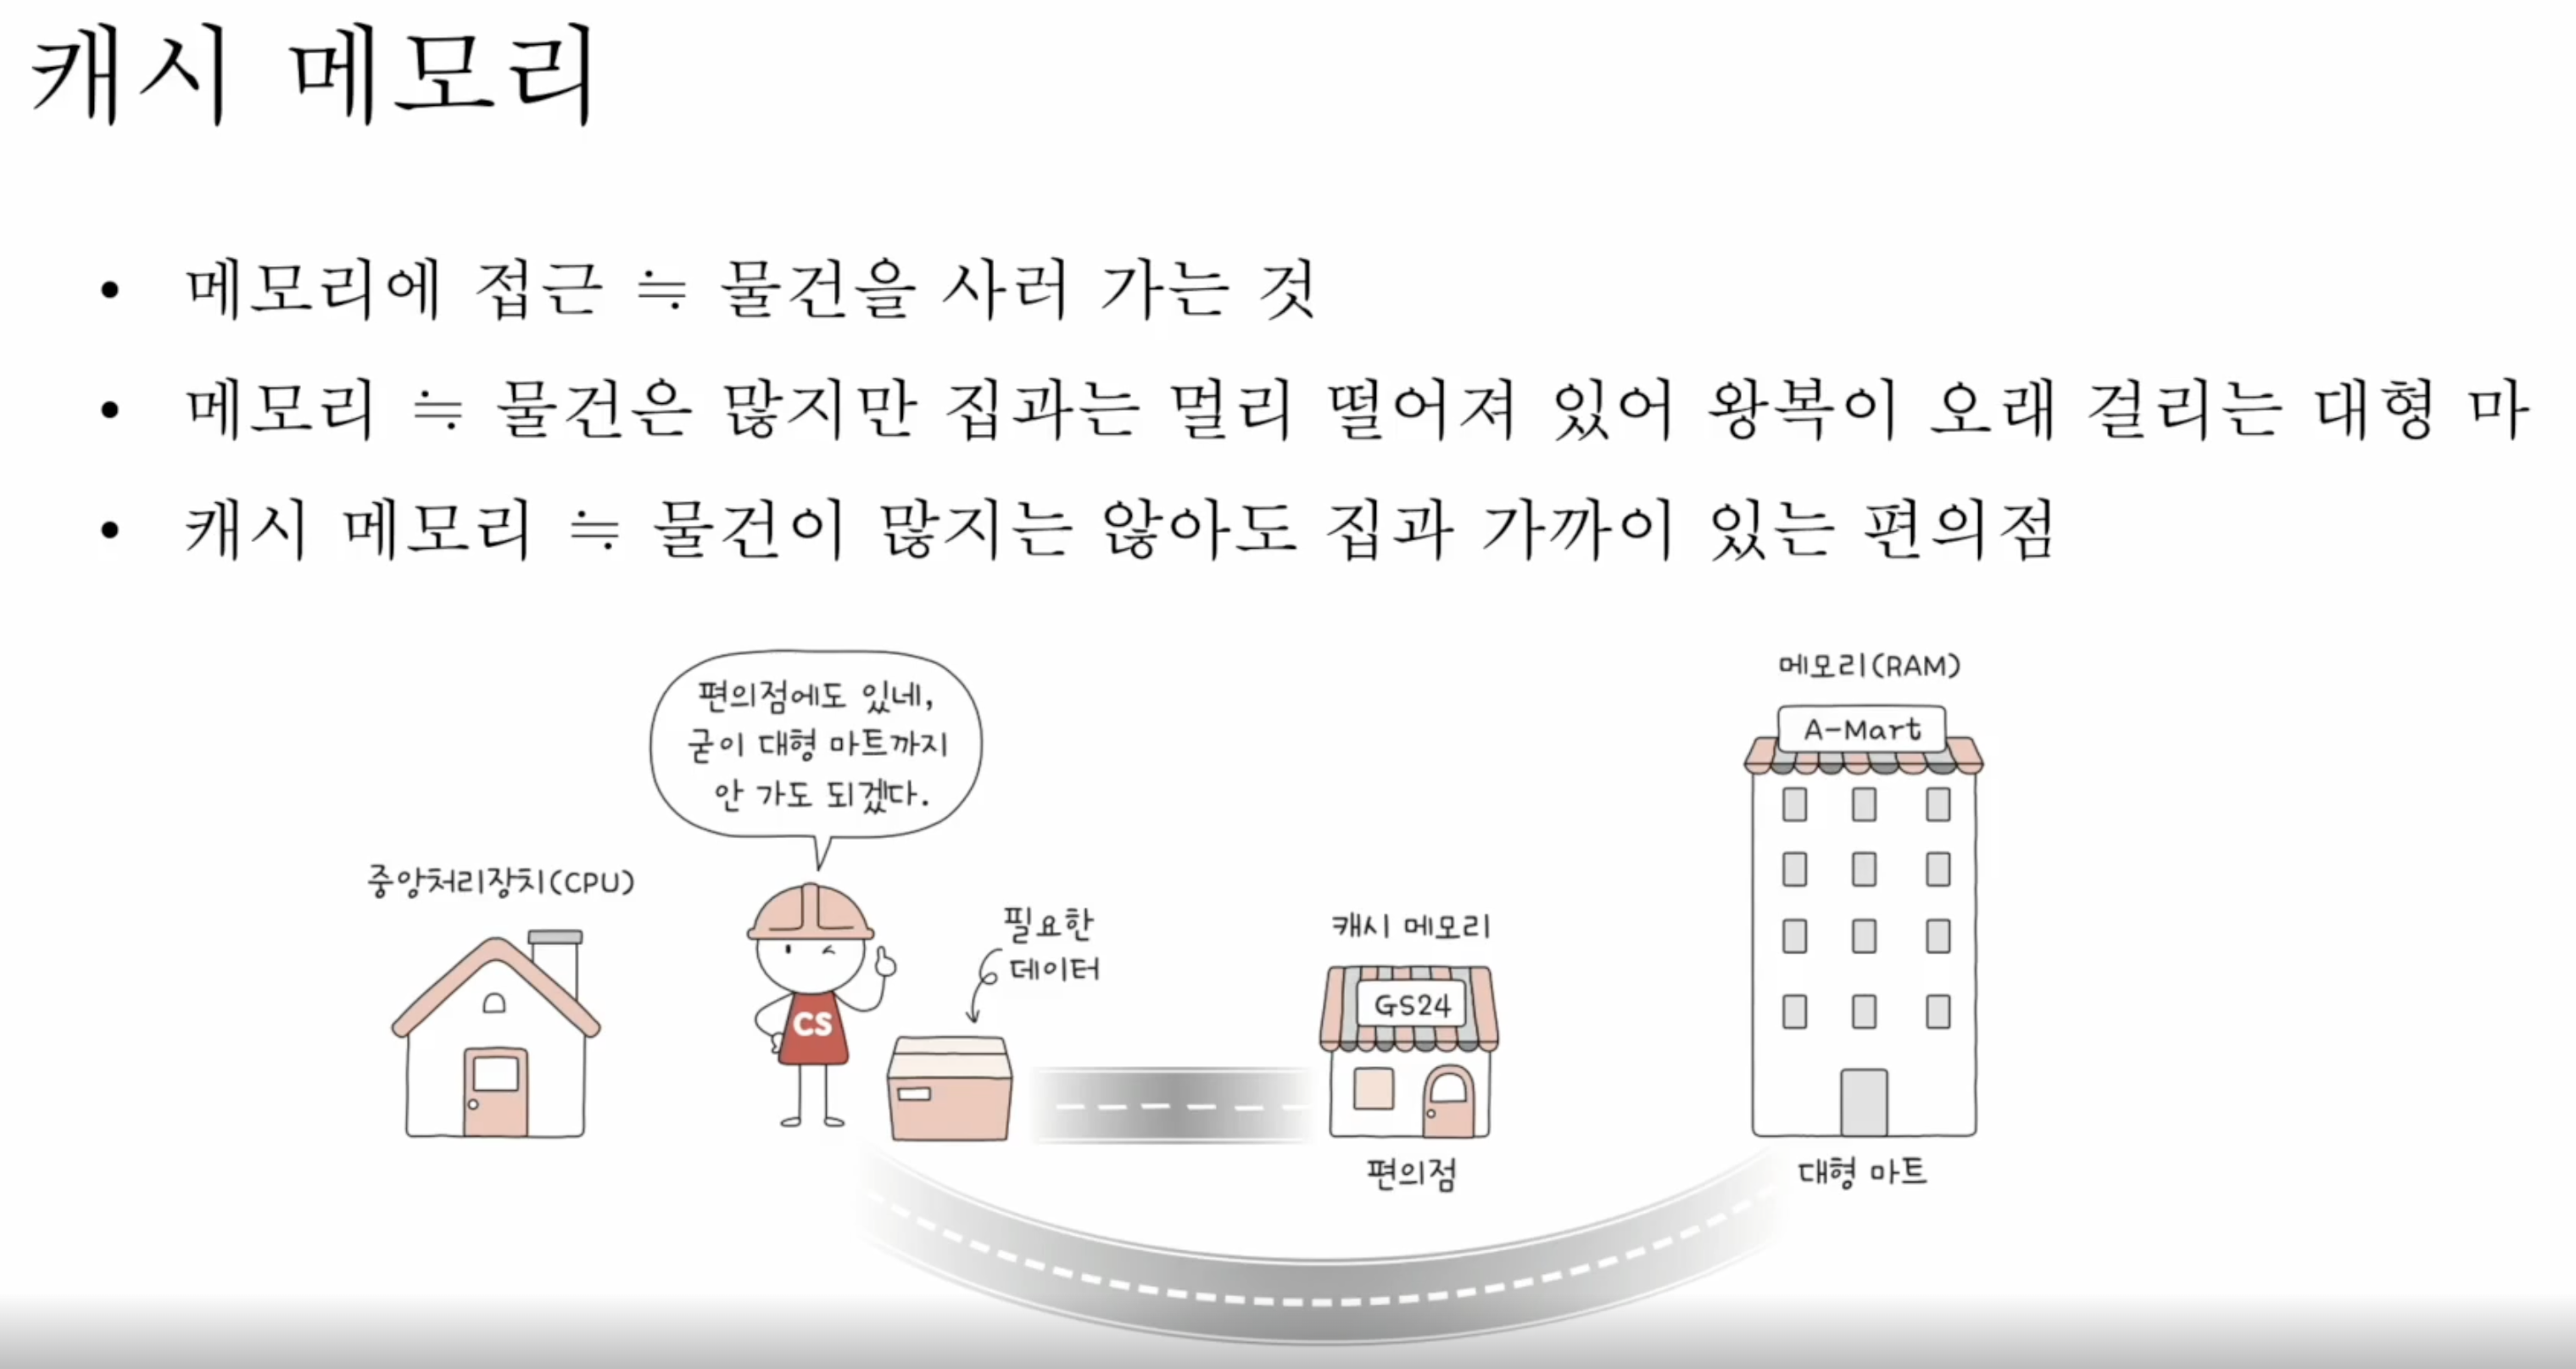 캐시 메모리
• 메모리에 접근 ≒ 물건을 사러 가는 것
• 메모리 ≒ 물건은 많지만 집과는 멀리 떨어져 있어 왕복이 오래 걸리는 대형 마
• 캐시 메모리 ≒ 물건이 많지는 않아도 집과 가까이 있는 편의점
편의점에도 있네,
굳이 대형 마트까지
안 가도 되겠다.
중앙처리장치(CPU)
CS
필요한
데이터
캐시 메모리
GS24
편의점
메모리(RAM)
A-Mart
대형 마트